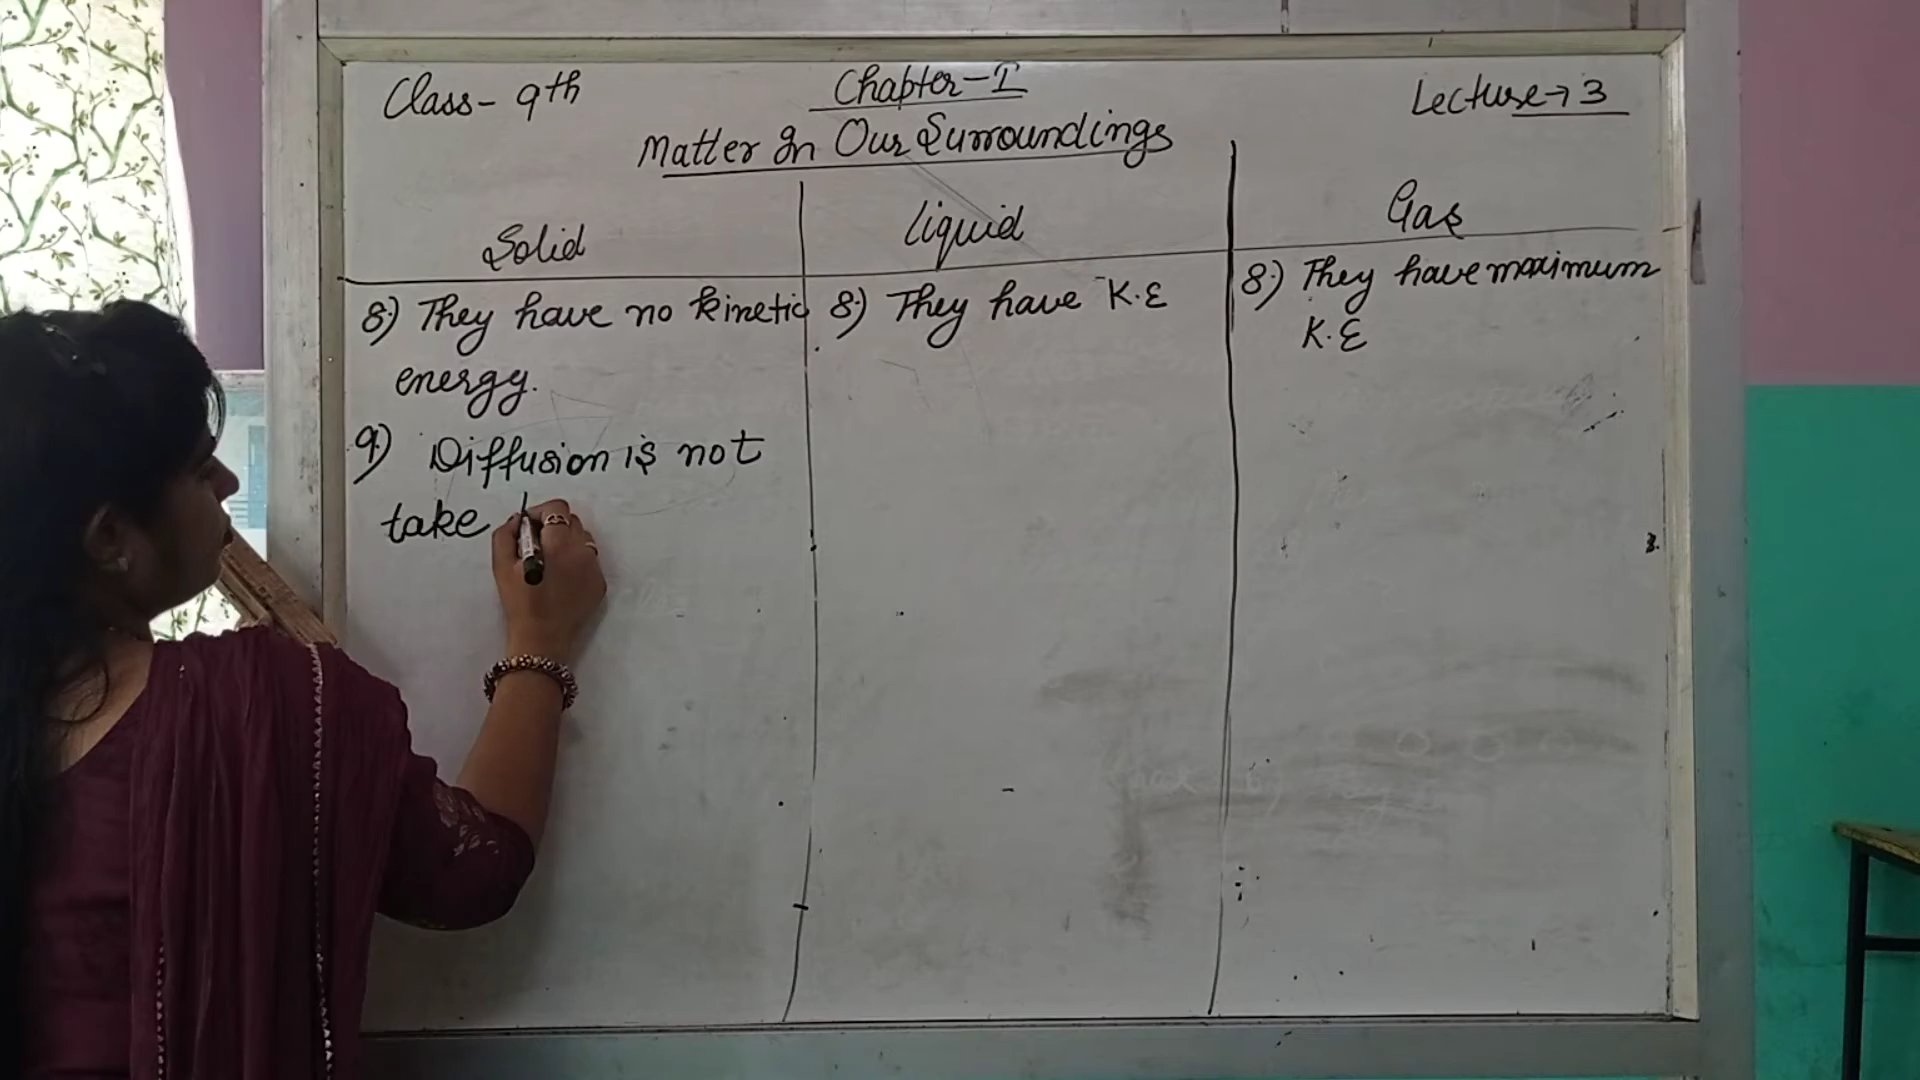 Class- 9th
Chapter-I
Lecture→3
Matter In Our Surroundings
Solid
Liquid
Gas
8.) They have no kinetic
energy.
9.) Diffusion is not
take
8.) They have K.E
8.) They have maximum
K.E